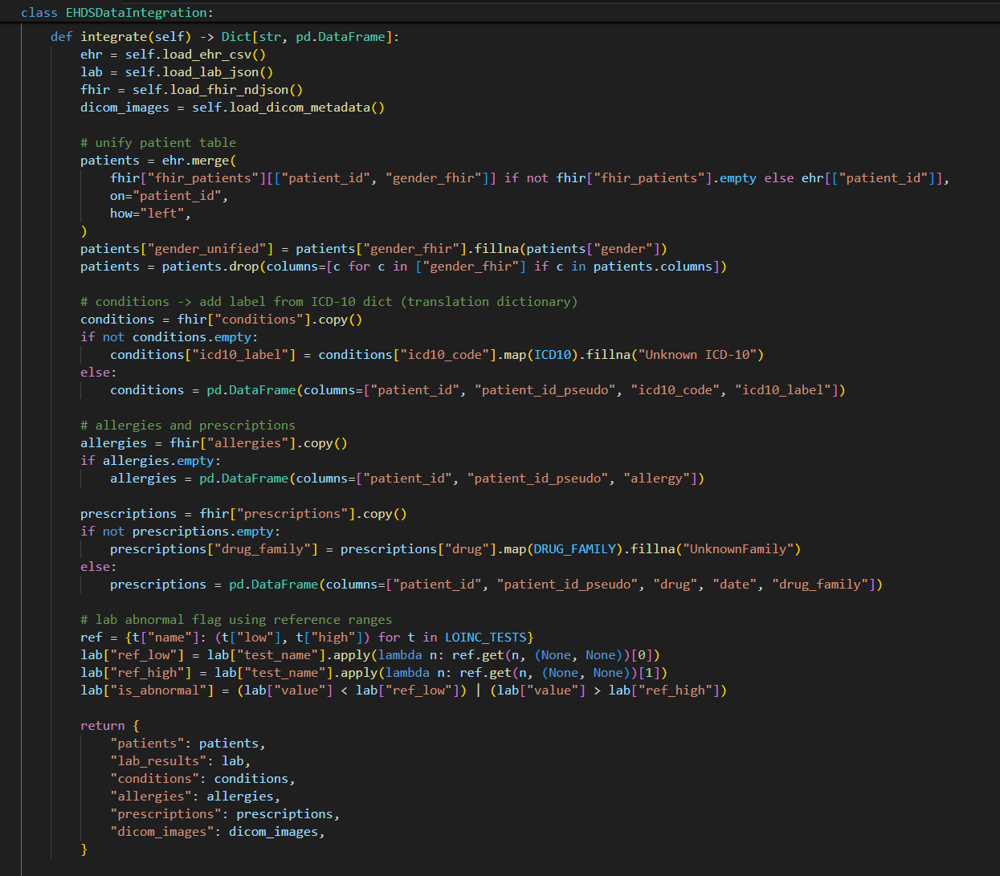 class EHDSDataIntegration:
    def integrate(self) -> Dict[str, pd.DataFrame]:
        ehr = self.load_ehr_csv()
        lab = self.load_lab_json()
        fhir = self.load_fhir_ndjson()
        dicom_images = self.load_dicom_metadata()

        # unify patient table
        patients = ehr.merge(
            fhir["fhir_patients"][["patient_id", "gender_fhir"]] if not fhir["fhir_patients"].empty else ehr[["patient_id"]],
            on="patient_id",
            how="left",
        )
        patients["gender_unified"] = patients["gender_fhir"].fillna(patients["gender"])
        patients = patients.drop(columns=[c for c in ["gender_fhir"] if c in patients.columns])

        # conditions -> add label from ICD-10 dict (translation dictionary)
        conditions = fhir["conditions"].copy()
        if not conditions.empty:
            conditions["icd10_label"] = conditions["icd10_code"].map(ICD10).fillna("Unknown ICD-10")
        else:
            conditions = pd.DataFrame(columns=["patient_id", "patient_id_pseudo", "icd10_code", "icd10_label"])

        # allergies and prescriptions
        allergies = fhir["allergies"].copy()
        if allergies.empty:
            allergies = pd.DataFrame(columns=["patient_id", "patient_id_pseudo", "allergy"])

        prescriptions = fhir["prescriptions"].copy()
        if not prescriptions.empty:
            prescriptions["drug_family"] = prescriptions["drug"].map(DRUG_FAMILY).fillna("UnknownFamily")
        else:
            prescriptions = pd.DataFrame(columns=["patient_id", "patient_id_pseudo", "drug", "date", "drug_family"])

        # lab abnormal flag using reference ranges
        ref = {t["name"]: (t["low"], t["high"]) for t in LOINC_TESTS}
        lab["ref_low"] = lab["test_name"].apply(lambda n: ref.get(n, (None, None))[0])
        lab["ref_high"] = lab["test_name"].apply(lambda n: ref.get(n, (None, None))[1])
        lab["is_abnormal"] = (lab["value"] < lab["ref_low"]) | (lab["value"] > lab["ref_high"])

        return {
            "patients": patients,
            "lab_results": lab,
            "conditions": conditions,
            "allergies": allergies,
            "prescriptions": prescriptions,
            "dicom_images": dicom_images,
        }